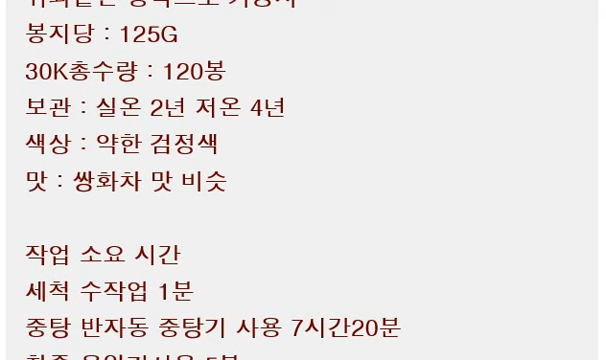 봉지당 : 125G
30K총수량 : 120봉
보관 : 실온 2년 저온 4년
색상 : 약한 검정색
맛 : 쌍화차 맛 비슷
작업 소요 시간
세척 수작업 1분
중탕 반자동 중탕기 사용 7시간20분